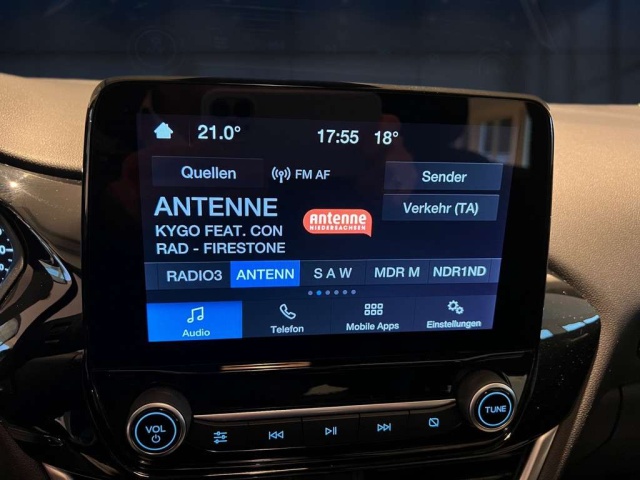 21.0° 17:55 18°
Quellen FM AF Sender
ANTENNE
Verkehr (TA)
KYGO FEAT. CON
RAD - FIRESTONE
Antenne
NIEDERSACHSEN
RADIO3 ANTENN S A W MDR M NDR1ND
Audio Telefon Mobile Apps Einstellungen
VOL
TUNE